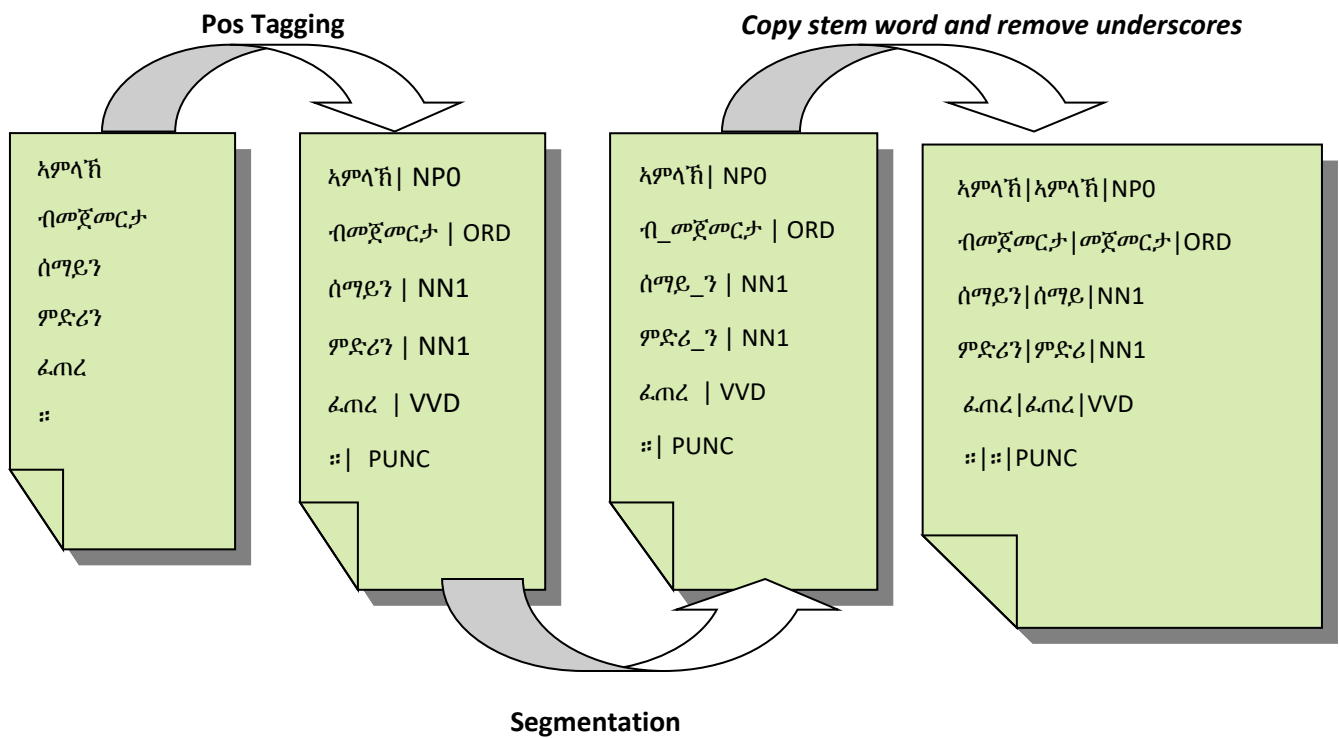 Pos Tagging
Copy stem word and remove underscores
ኣምላኽ
ብመጀመርታ
ሰማይን
ምድሪን
ፈጠረ
።
ኣምላኽ| NP0
ብመጀመርታ | ORD
ሰማይን | NN1
ምድሪን | NN1
ፈጠረ | VVD
።| PUNC
ኣምላኽ| NP0
ብ_መጀመርታ | ORD
ሰማይ_ን | NN1
ምድሪ_ን | NN1
ፈጠረ | VVD
።| PUNC
ኣምላኽ|ኣምላኽ|NP0
ብመጀመርታ|መጀመርታ|ORD
ሰማይን|ሰማይ|NN1
ምድሪን|ምድሪ|NN1
ፈጠረ|ፈጠረ|VVD
።|።|PUNC
Segmentation